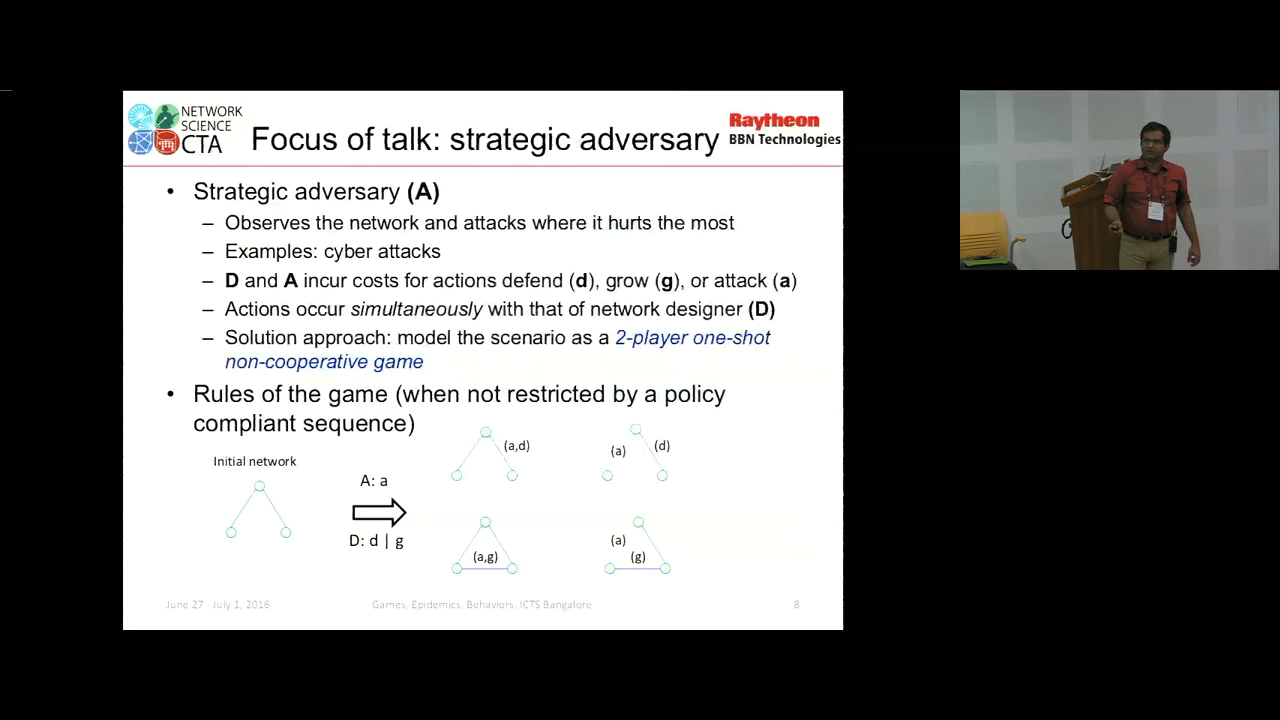 NETWORK
SCIENCE
CTA
Focus of talk: strategic adversary
Raytheon
BBN Technologies
• Strategic adversary (A)
– Observes the network and attacks where it hurts the most
– Examples: cyber attacks
– D and A incur costs for actions defend (d), grow (g), or attack (a)
– Actions occur simultaneously with that of network designer (D)
– Solution approach: model the scenario as a 2-player one-shot
non-cooperative game
• Rules of the game (when not restricted by a policy
compliant sequence)
Initial network
A: a
D: d | g
(a,d)
(a)
(d)
(a,g)
(a)
(g)
June 27 - July 1, 2016
Games, Epidemics, Behaviors, ICTS Bangalore
8